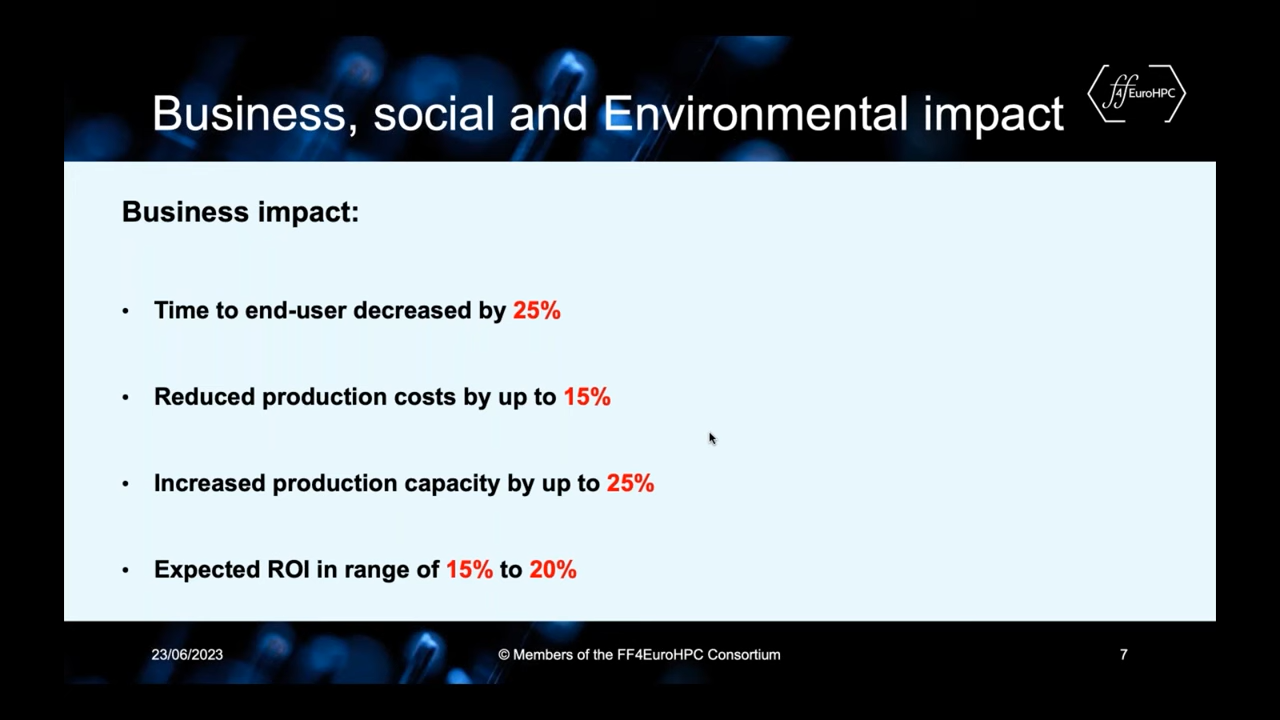 Business, social and Environmental impact
ff4EuroHPC
Business impact:
• Time to end-user decreased by 25%
• Reduced production costs by up to 15%
• Increased production capacity by up to 25%
• Expected ROI in range of 15% to 20%
23/06/2023
© Members of the FF4EuroHPC Consortium
7